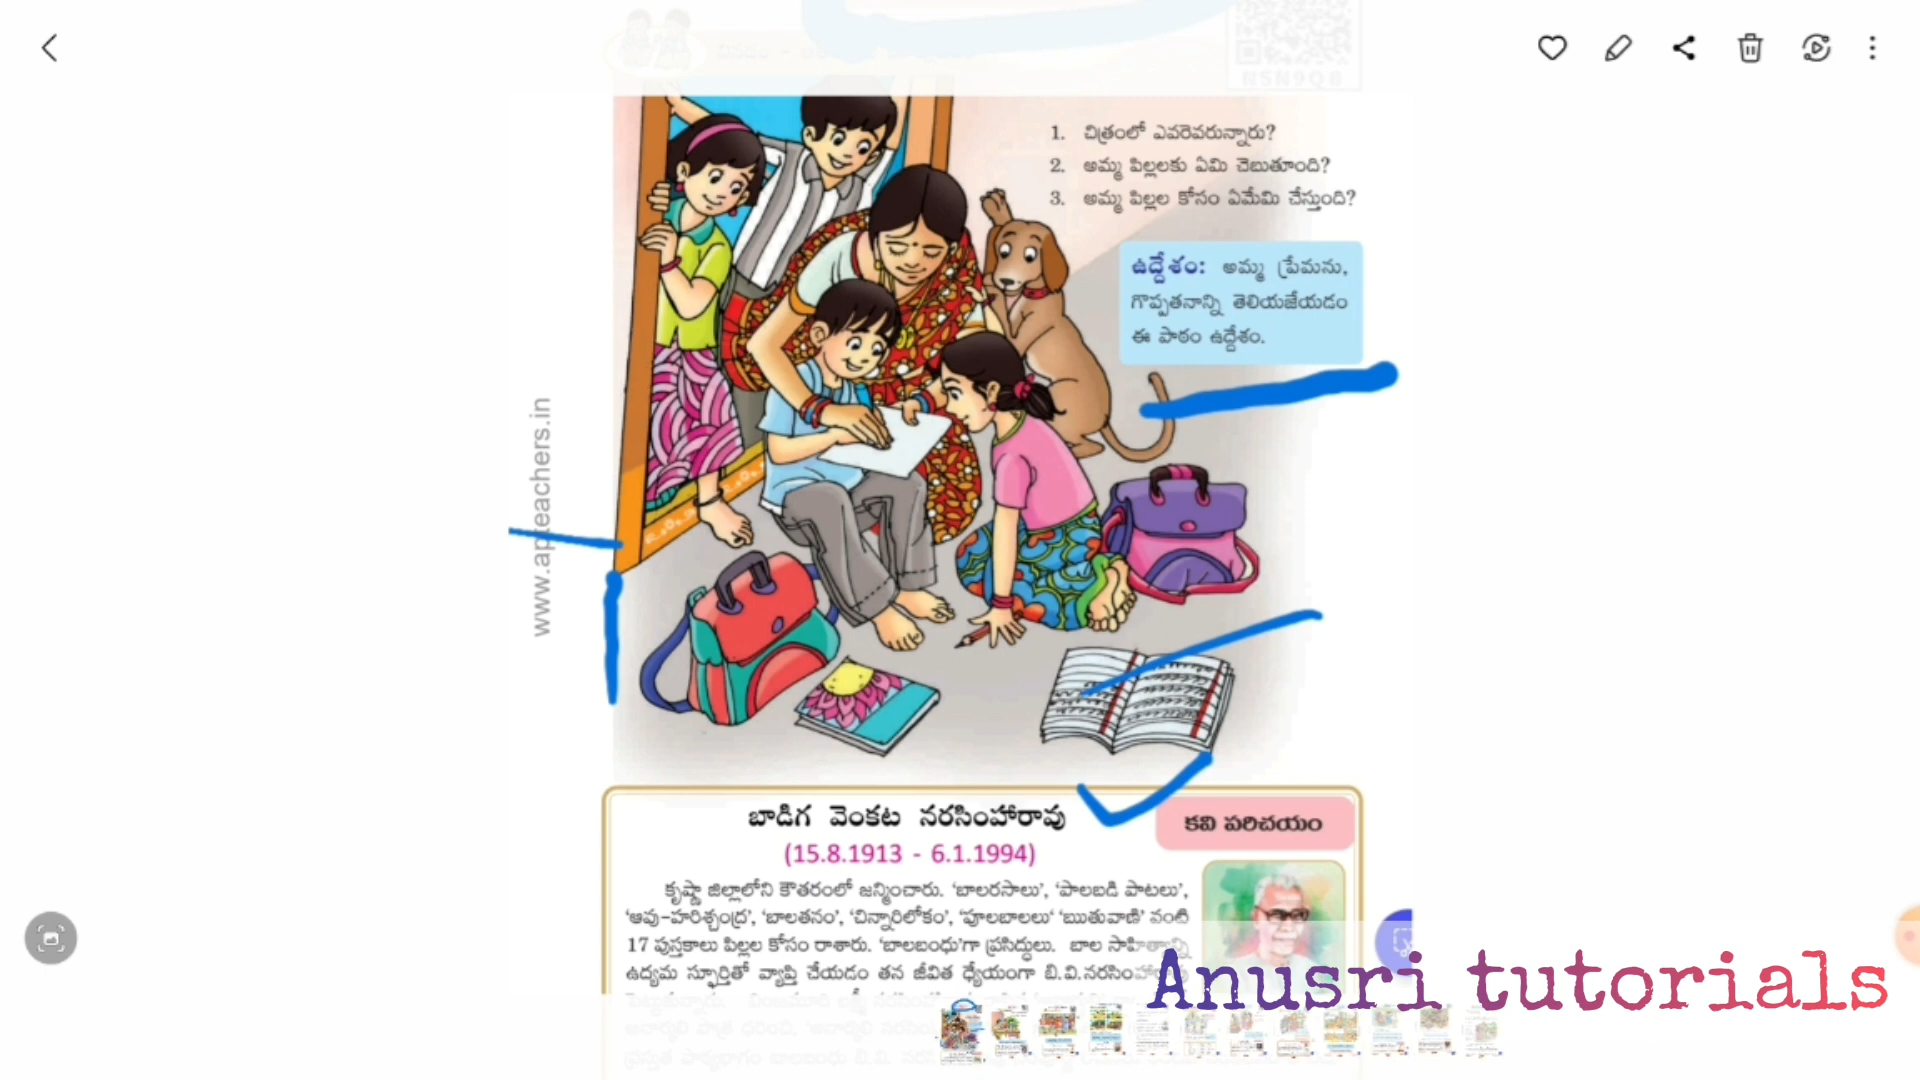 RSN9Q8
1. చిత్రంలో ఎవరెవరున్నారు?
2. అమ్మ పిల్లలకు ఏమి చెబుతూంది?
3. అమ్మ పిల్లల కోసం ఏమేమి చేస్తుంది?
ఉద్దేశం: అమ్మ ప్రేమను,
గొప్పతనాన్ని తెలియజేయడం
ఈ పాఠం ఉద్దేశం.
www.apteachers.in
బాడిగ వెంకట నరసింహారావు
కవి పరిచయం
(15.8.1913 - 6.1.1994)
కృష్ణా జిల్లాలోని కౌతరంలో జన్మించారు. 'బాలరసాలు', 'పాలబడి పాటలు',
'ఆవు-హరిశ్చంద్ర', 'బాలతనం', 'చిన్నారిలోకం', 'పూలబాలలు' 'ఋతువాణి' వంటి
17 పుస్తకాలు పిల్లల కోసం రాశారు. 'బాలబంధు'గా ప్రసిద్ధులు. బాల సాహిత్యాన్ని
ఉద్యమ స్ఫూర్తితో వ్యాప్తి చేయడం తన జీవిత ధ్యేయంగా బి.వి.నరసింహారావు
Anusri tutorials